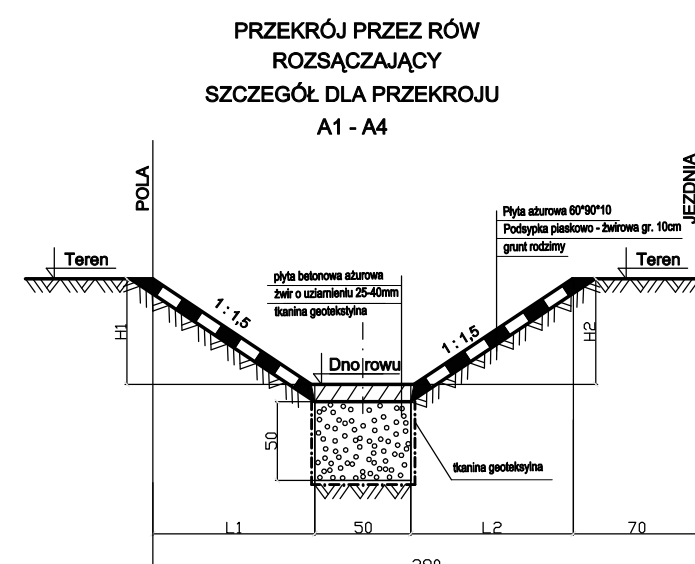 PRZEKRÓJ PRZEZ RÓW
ROZSĄCZAJĄCY
SZCZEGÓŁ DLA PRZEKROJU
A1 - A4
POLA
JEZDNIA
Płyta ażurowa 60*90*10
Podsypka piaskowo - żwirowa gr. 10cm
grunt rodzimy
Teren
Teren
płyta betonowa ażurowa
żwir o uziarnieniu 25-40mm
tkanina geotekstylna
1 : 1,5
1 : 1,5
H1
H2
Dno rowu
50
tkanina geoteksylna
L1
50
L2
70